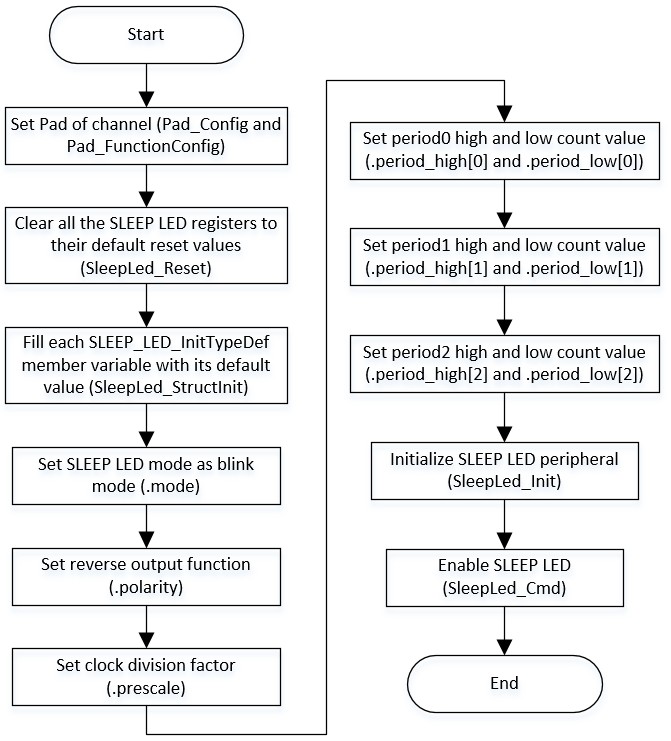 Start
Set Pad of channel (Pad_Config and
Pad_FunctionConfig)
Clear all the SLEEP LED registers to
their default reset values
(SleepLed_Reset)
Fill each SLEEP_LED_InitTypeDef
member variable with its default
value (SleepLed_StructInit)
Set SLEEP LED mode as blink
mode (.mode)
Set reverse output function
(.polarity)
Set clock division factor
(.prescale)
Set period0 high and low count value
(.period_high[0] and .period_low[0])
Set period1 high and low count value
(.period_high[1] and .period_low[1])
Set period2 high and low count value
(.period_high[2] and .period_low[2])
Initialize SLEEP LED peripheral
(SleepLed_Init)
Enable SLEEP LED
(SleepLed_Cmd)
End